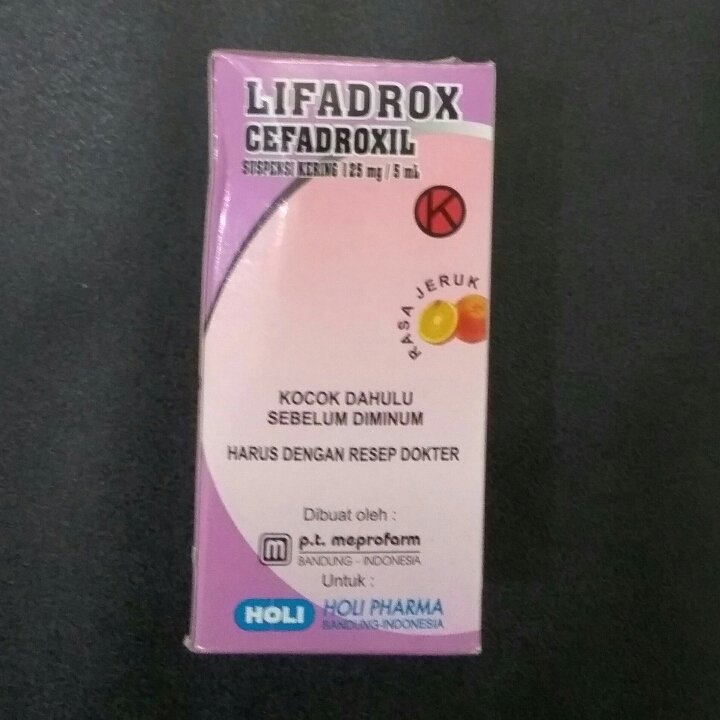 LIFADROX
CEFADROXIL
SUSPENSI KERING 125 mg / 5 mL
K
RASA JERUK
KOCOK DAHULU
SEBELUM DIMINUM
HARUS DENGAN RESEP DOKTER
Dibuat oleh :
m p.t. meprofarm
BANDUNG - INDONESIA
Untuk :
HOLI HOLI PHARMA
BANDUNG-INDONESIA